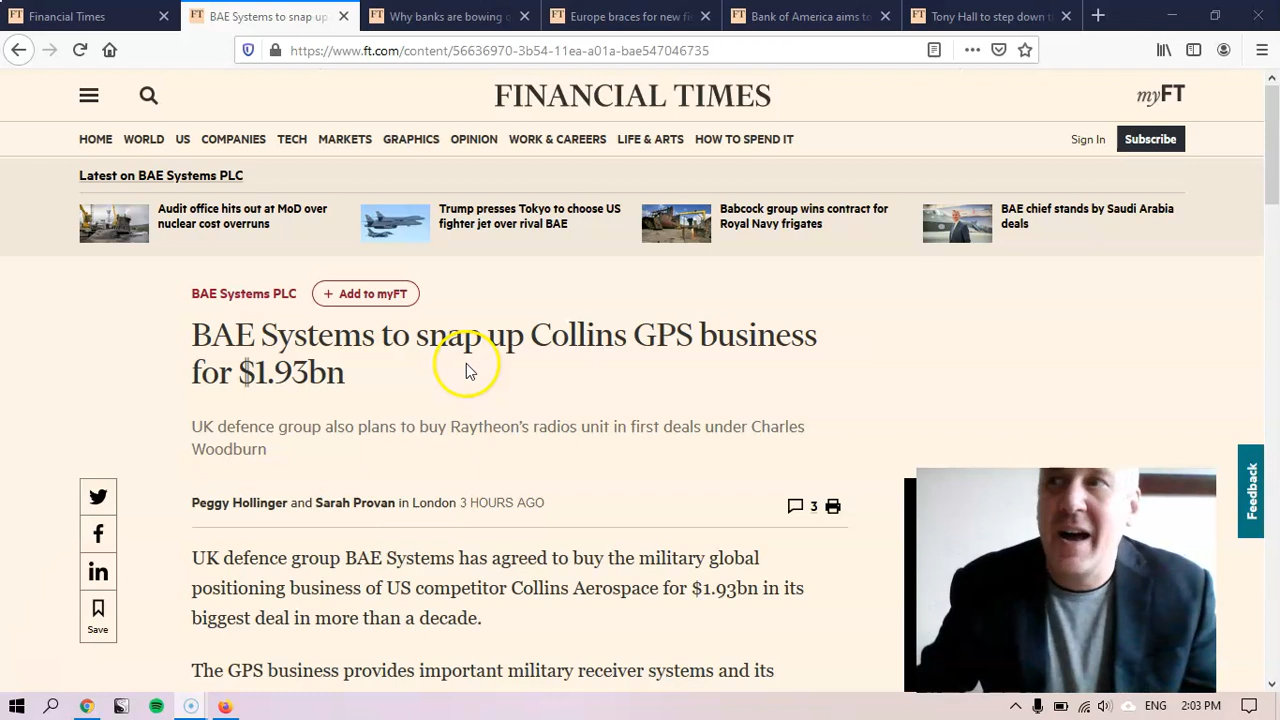 Financial Times
BAE Systems to snap up
Why banks are bowing o
Europe braces for new fi
Bank of America aims to
Tony Hall to step down t
https://www.ft.com/content/56636970-3b54-11ea-a01a-bae547046735
FINANCIAL TIMES
myFT
HOME WORLD US COMPANIES TECH MARKETS GRAPHICS OPINION WORK & CAREERS LIFE & ARTS HOW TO SPEND IT
Sign In Subscribe
Latest on BAE Systems PLC
Audit office hits out at MoD over
nuclear cost overruns
Trump presses Tokyo to choose US
fighter jet over rival BAE
Babcock group wins contract for
Royal Navy frigates
BAE chief stands by Saudi Arabia
deals
BAE Systems PLC
+ Add to myFT
BAE Systems to snap up Collins GPS business
for $1.93bn
UK defence group also plans to buy Raytheon's radios unit in first deals under Charles
Woodburn
Peggy Hollinger and Sarah Provan in London 3 HOURS AGO
3
Save
Feedback
UK defence group BAE Systems has agreed to buy the military global
positioning business of US competitor Collins Aerospace for $1.93bn in its
biggest deal in more than a decade.
The GPS business provides important military receiver systems and its
2:03 PM